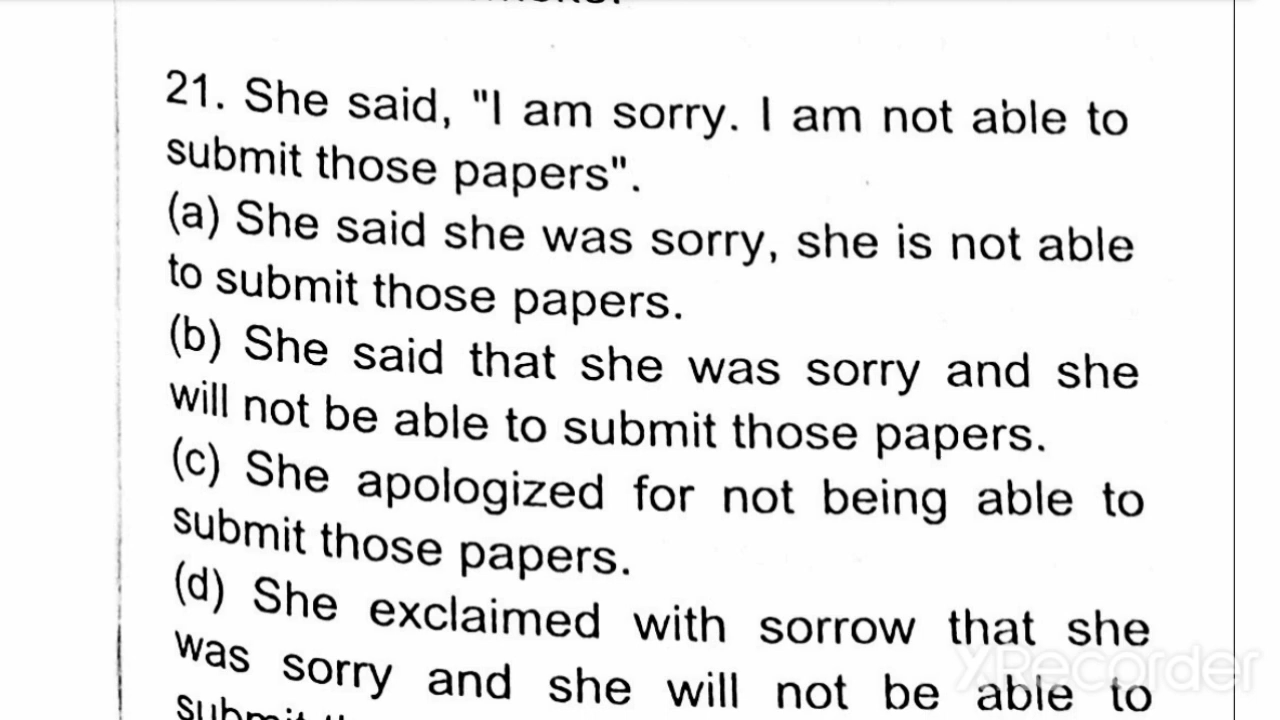 21. She said, "I am sorry. I am not able to
submit those papers".
(a) She said she was sorry, she is not able
to submit those papers.
(b) She said that she was sorry and she
will not be able to submit those papers.
(c) She apologized for not being able to
submit those papers.
(d) She exclaimed with sorrow that she
was sorry and she will not be able to
XRecorder